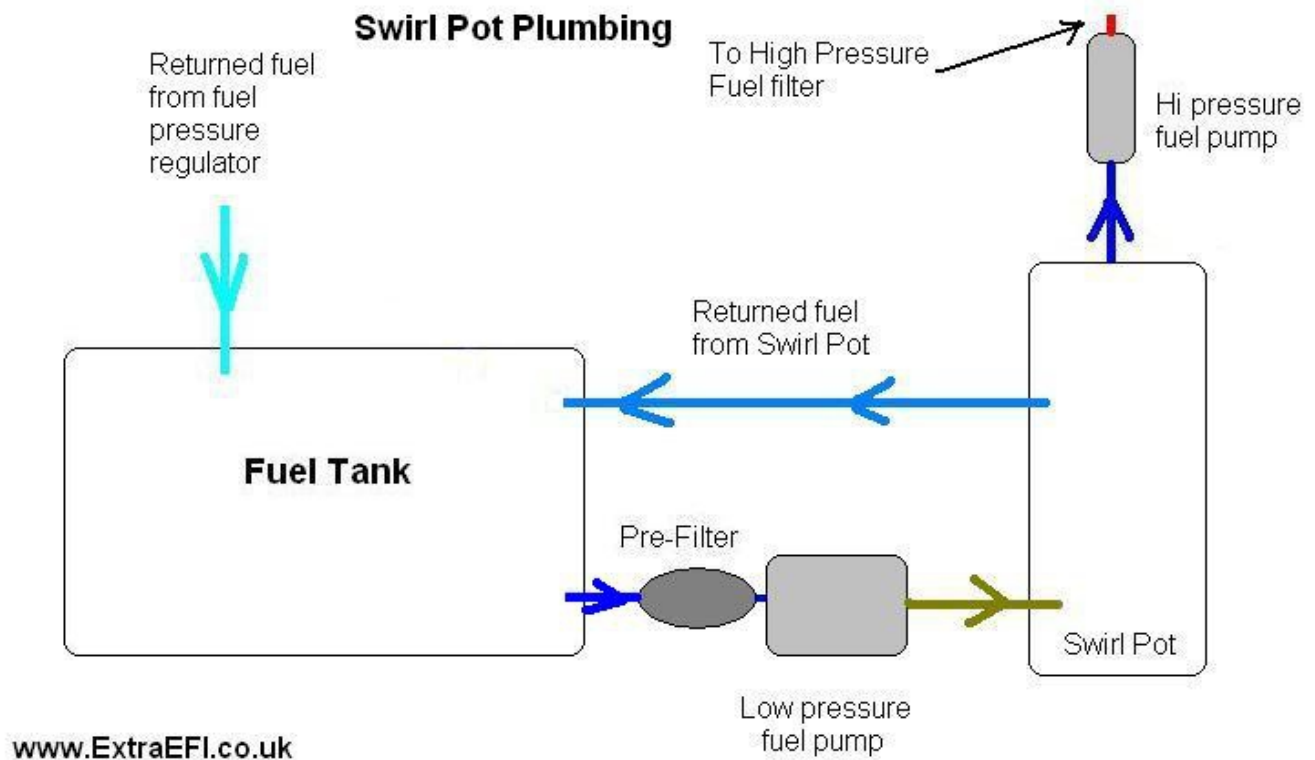 Swirl Pot Plumbing
Returned fuel
from fuel
pressure
regulator
To High Pressure
Fuel filter
Hi pressure
fuel pump
Returned fuel
from Swirl Pot
Fuel Tank
Pre-Filter
Swirl Pot
Low pressure
fuel pump
www.ExtraEFI.co.uk